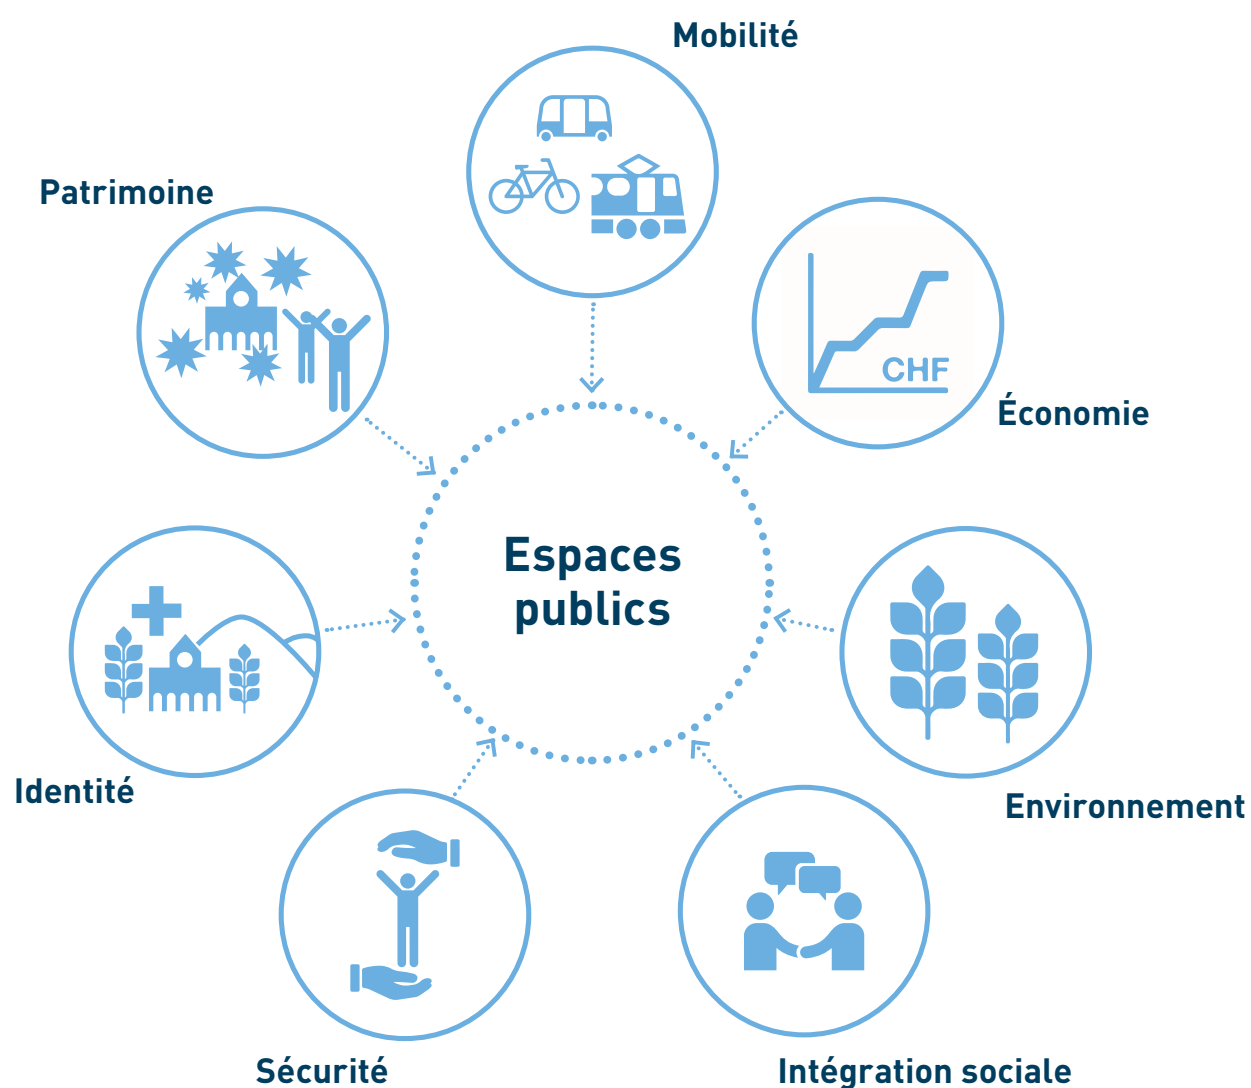 Mobilité
Patrimoine
CHF
Économie
Espaces
publics
Identité
Environnement
Sécurité
Intégration sociale